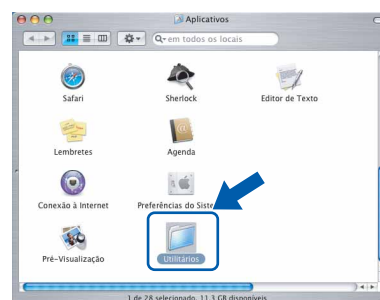 Aplicativos
em todos os locais
Safari
Sherlock
Editor de Texto
Lembretes
Agenda
Conexão à Internet
Preferências do Siste
Pré-Visualização
Utilitários
1 de 28 selecionado, 11,3 GB disponíveis